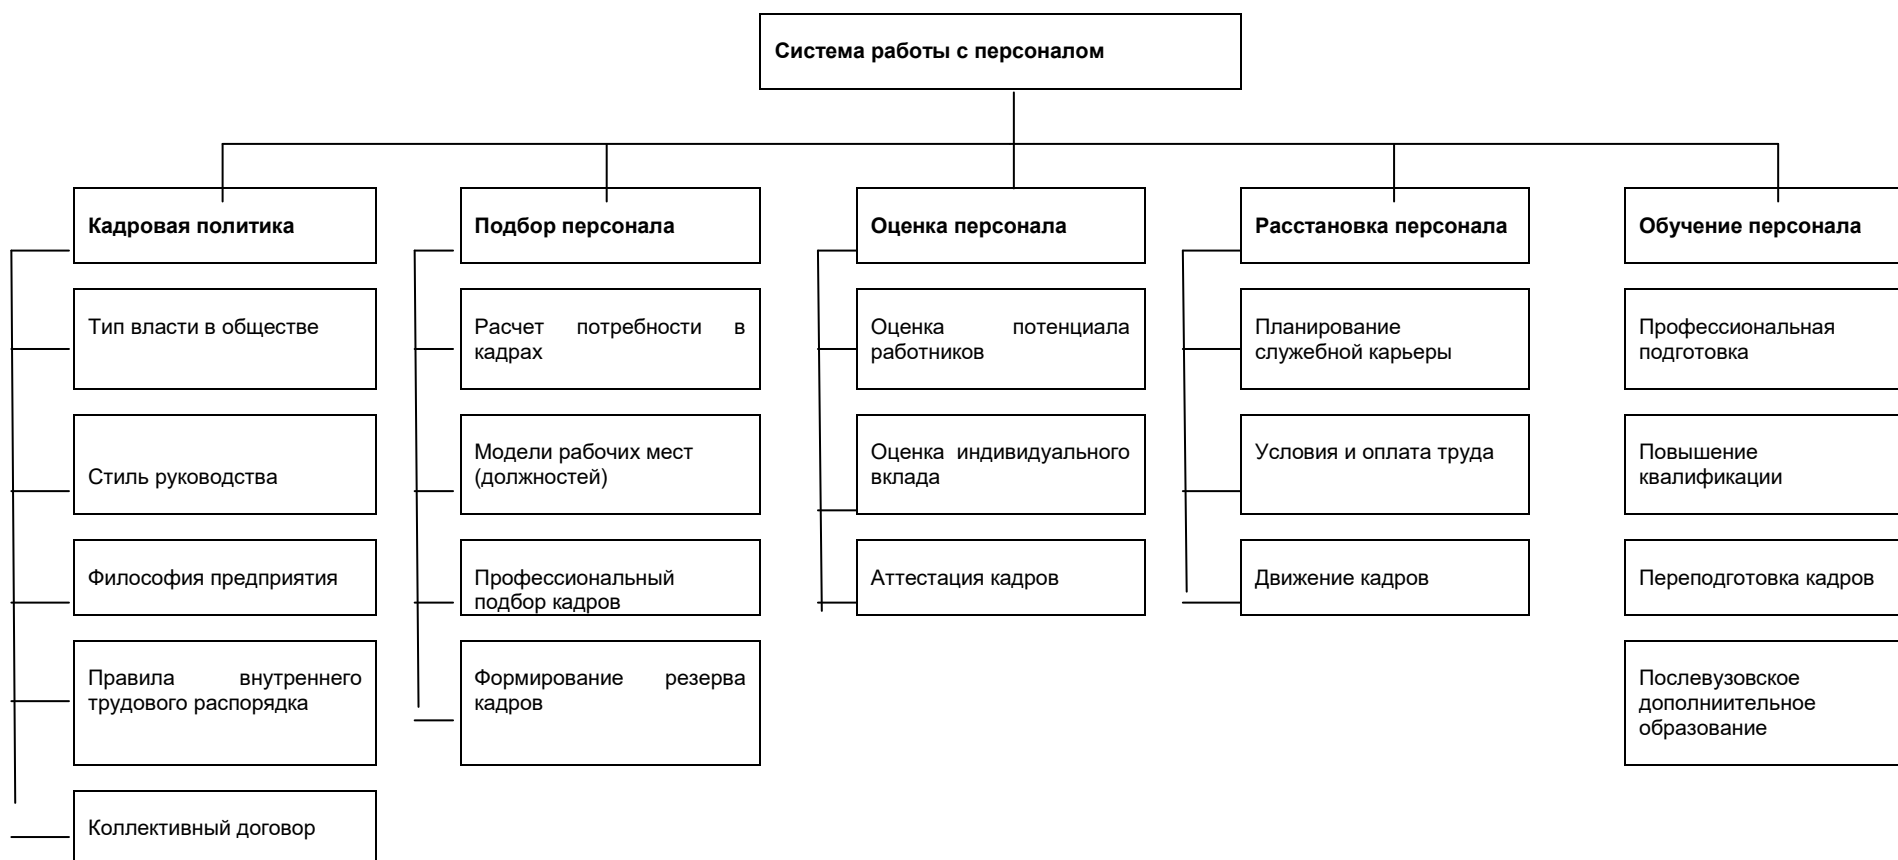 Система работы с персоналом
Кадровая политика
Тип власти в обществе
Стиль руководства
Философия предприятия
Правила внутреннего
трудового распорядка
Коллективный договор
Подбор персонала
Расчет потребности в
кадрах
Модели рабочих мест
(должностей)
Профессиональный
подбор кадров
Формирование резерва
кадров
Оценка персонала
Оценка потенциала
работников
Оценка индивидуального
вклада
Аттестация кадров
Расстановка персонала
Планирование
служебной карьеры
Условия и оплата труда
Движение кадров
Обучение персонала
Профессиональная
подготовка
Повышение
квалификации
Переподготовка кадров
Послевузовское
дополниительное
образование